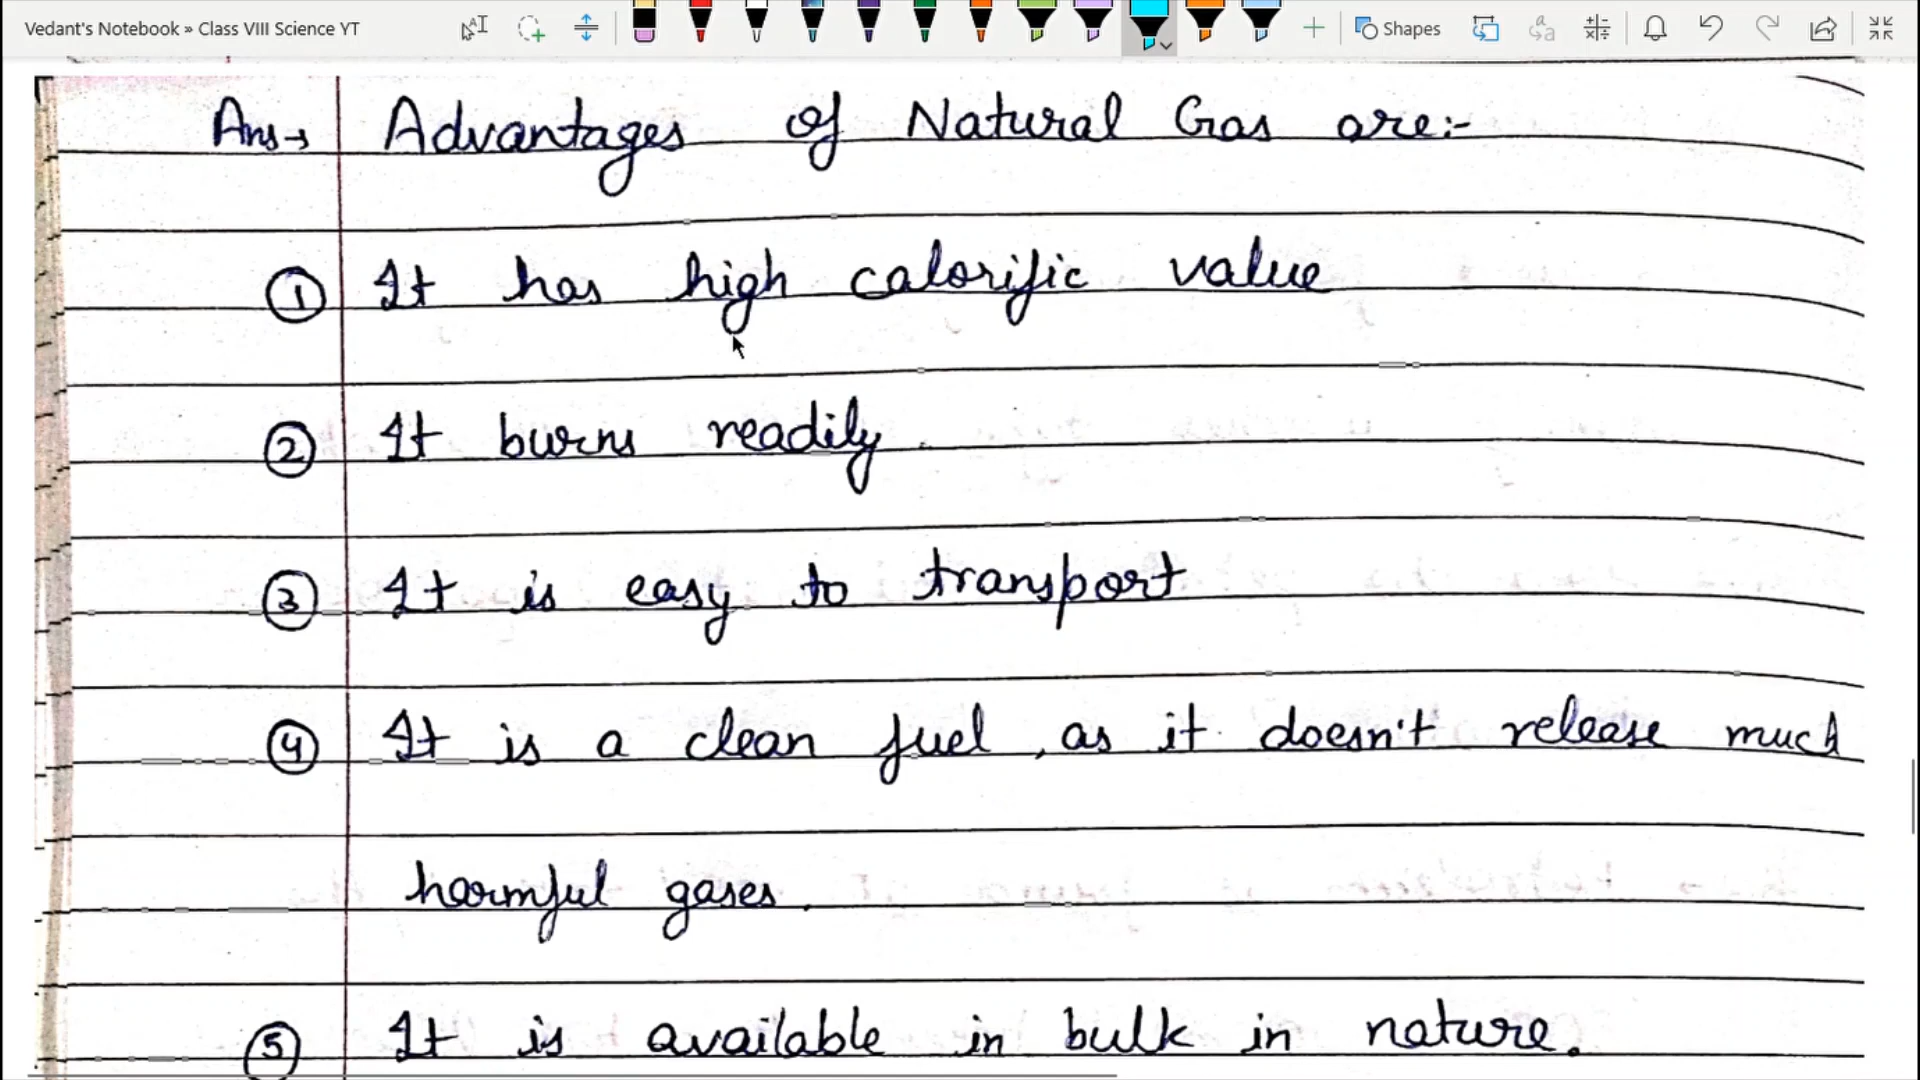 Vedant's Notebook » Class VIII Science YT
Shapes
Ans→ Advantages of Natural Gas are:-
① It has high calorific value
② It burns readily.
③ It is easy to transport
④ It is a clean fuel, as it doesn't release much
harmful gases.
⑤ It is available in bulk in nature.